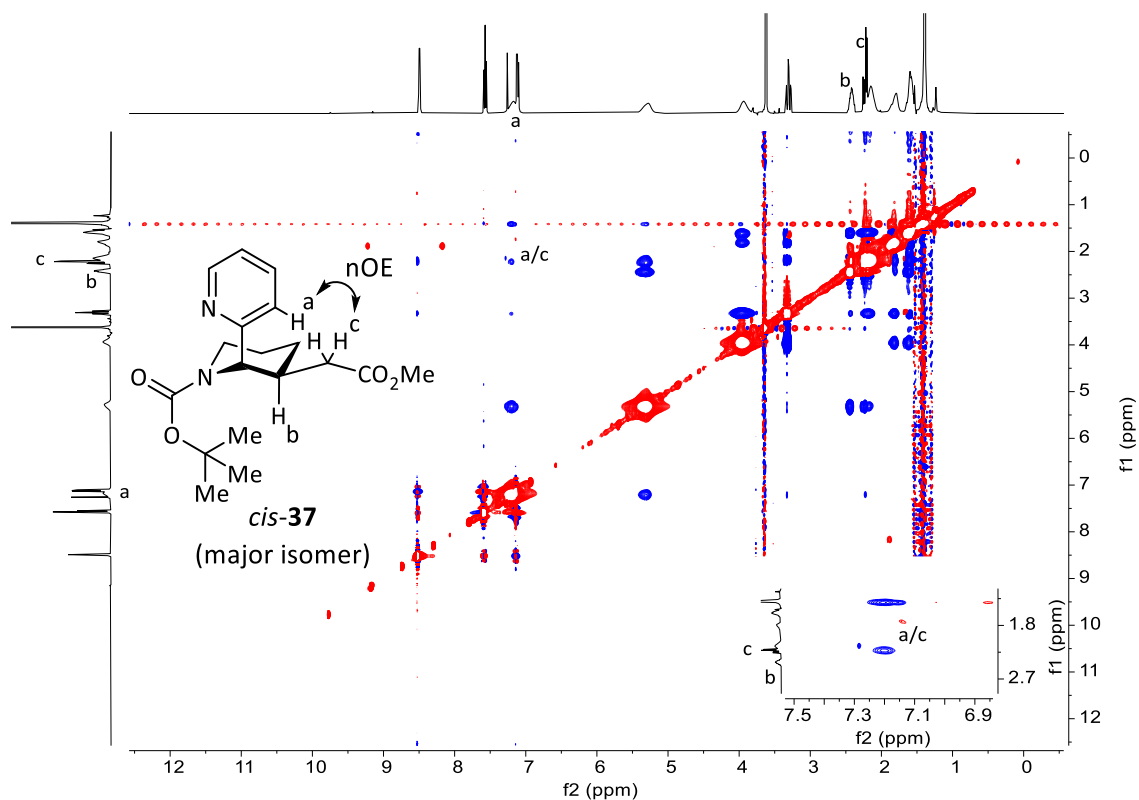 c
b
a
0
1
2
3
4
5
6
7
8
9
10
11
12
f1 (ppm)
c
b
a
a/c
nOE
N
a
H
c
H
H
O
N
CO2Me
H
b
O
Me
Me
Me
cis-37
(major isomer)
a/c
c
b
1.8
2.7
f1 (ppm)
7.5
7.3
7.1
6.9
f2 (ppm)
12
11
10
9
8
7
6
5
4
3
2
1
0
f2 (ppm)